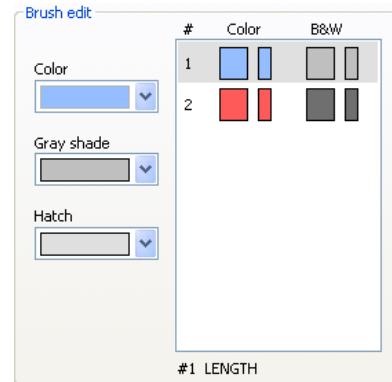 Brush edit
# Color B&W
Color
1
2
Gray shade
Hatch
#1 LENGTH